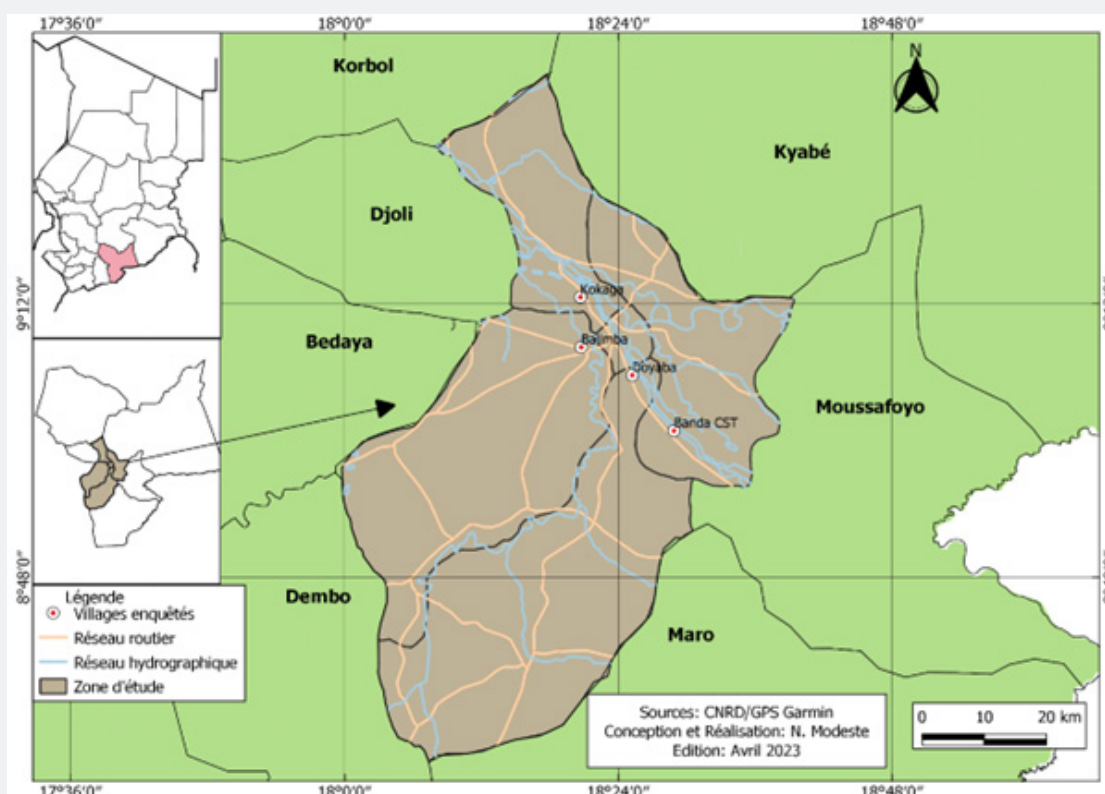 17°36'0" 18°0'0" 18°24'0" 18°48'0"
Korbol
N
Kyabé
Djoli
9°12'0"
Kokaga
Bedaya
Balimba
Doyaba
Moussafoyo
Banda CST
8°48'0"
Dembo
Maro
Légende
Villages enquêtés
Réseau routier
Réseau hydrographique
Zone d'étude
Sources: CNRD/GPS Garmin
Conception et Réalisation: N. Modeste
Edition: Avril 2023
0 10 20 km
17°36'0" 18°0'0" 18°24'0" 18°48'0"